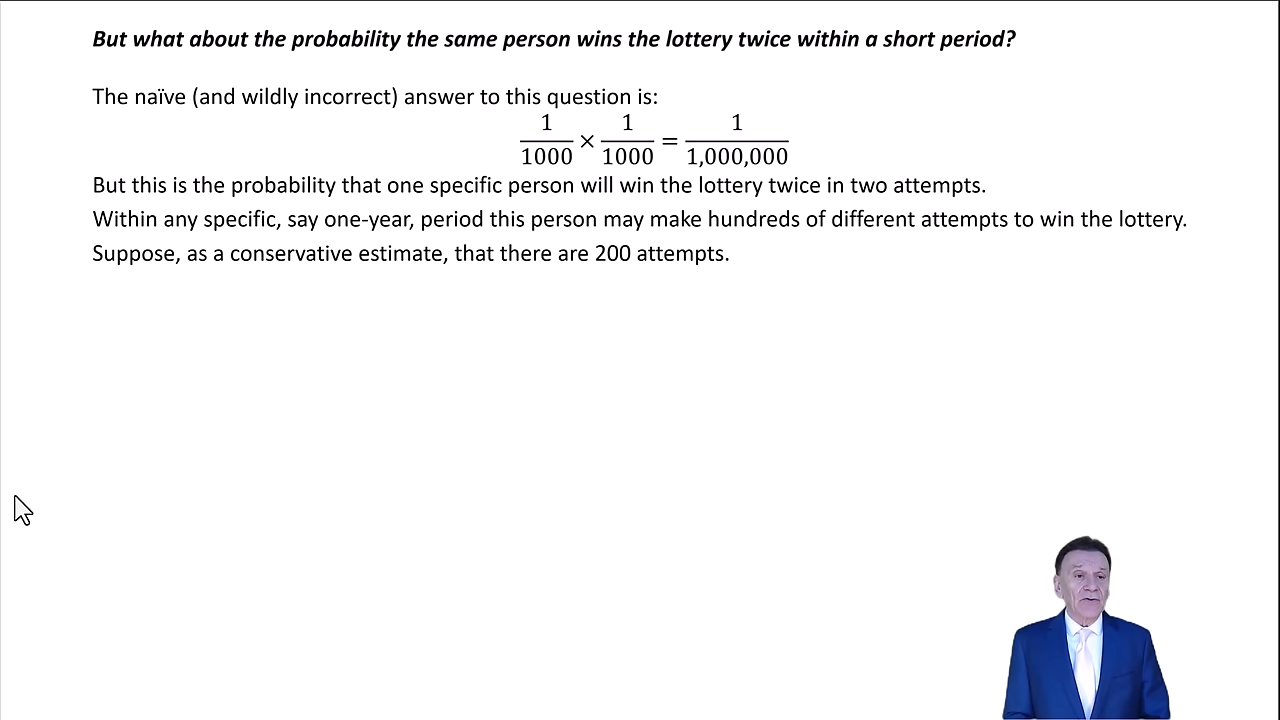 But what about the probability the same person wins the lottery twice within a short period?
The naïve (and wildly incorrect) answer to this question is:
1/1000 × 1/1000 = 1/1,000,000
But this is the probability that one specific person will win the lottery twice in two attempts.
Within any specific, say one-year, period this person may make hundreds of different attempts to win the lottery.
Suppose, as a conservative estimate, that there are 200 attempts.